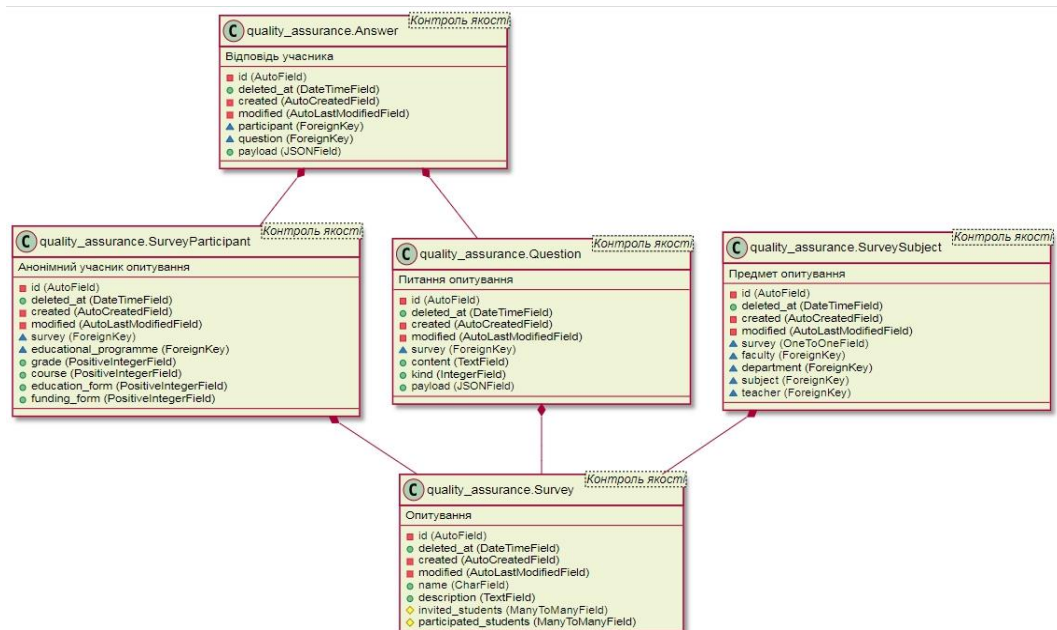 Контроль якості
C quality_assurance.Answer
Відповідь учасника
id (AutoField)
deleted_at (DateTimeField)
created (AutoCreatedField)
modified (AutoLastModifiedField)
participant (ForeignKey)
question (ForeignKey)
payload (JSONField)
Контроль якості
C quality_assurance.SurveyParticipant
Анонімний учасник опитування
id (AutoField)
deleted_at (DateTimeField)
created (AutoCreatedField)
modified (AutoLastModifiedField)
survey (ForeignKey)
educational_programme (ForeignKey)
grade (PositiveIntegerField)
course (PositiveIntegerField)
education_form (PositiveIntegerField)
funding_form (PositiveIntegerField)
Контроль якості
C quality_assurance.Question
Питання опитування
id (AutoField)
deleted_at (DateTimeField)
created (AutoCreatedField)
modified (AutoLastModifiedField)
survey (ForeignKey)
content (TextField)
kind (IntegerField)
payload (JSONField)
Контроль якості
C quality_assurance.SurveySubject
Предмет опитування
id (AutoField)
deleted_at (DateTimeField)
created (AutoCreatedField)
modified (AutoLastModifiedField)
survey (OneToOneField)
faculty (ForeignKey)
department (ForeignKey)
subject (ForeignKey)
teacher (ForeignKey)
Контроль якості
C quality_assurance.Survey
Опитування
id (AutoField)
deleted_at (DateTimeField)
created (AutoCreatedField)
modified (AutoLastModifiedField)
name (CharField)
description (TextField)
invited_students (ManyToManyField)
participated_students (ManyToManyField)